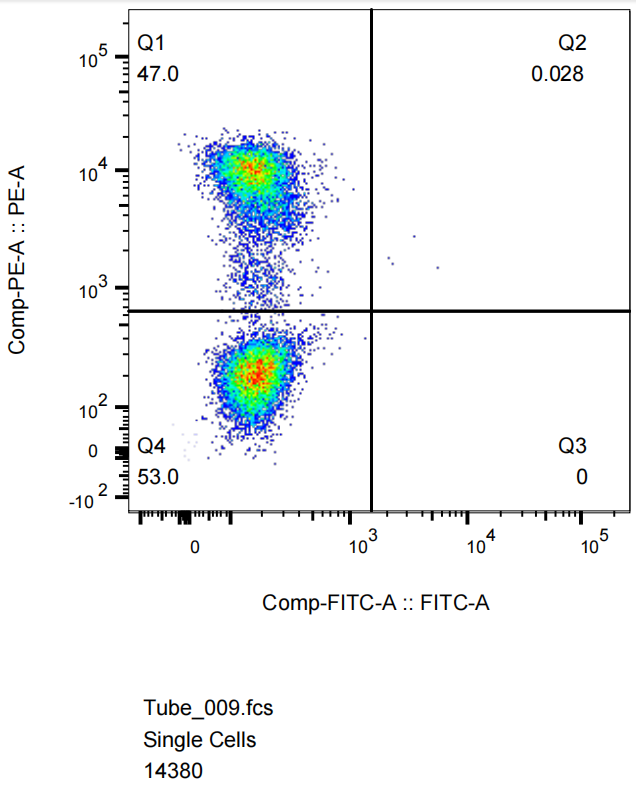 Q1
47.0
Q2
0.028
10^5
10^4
10^3
10^2
0
-10^2
Comp-PE-A :: PE-A
Q4
53.0
Q3
0
0
10^3
10^4
10^5
Comp-FITC-A :: FITC-A
Tube_009.fcs
Single Cells
14380